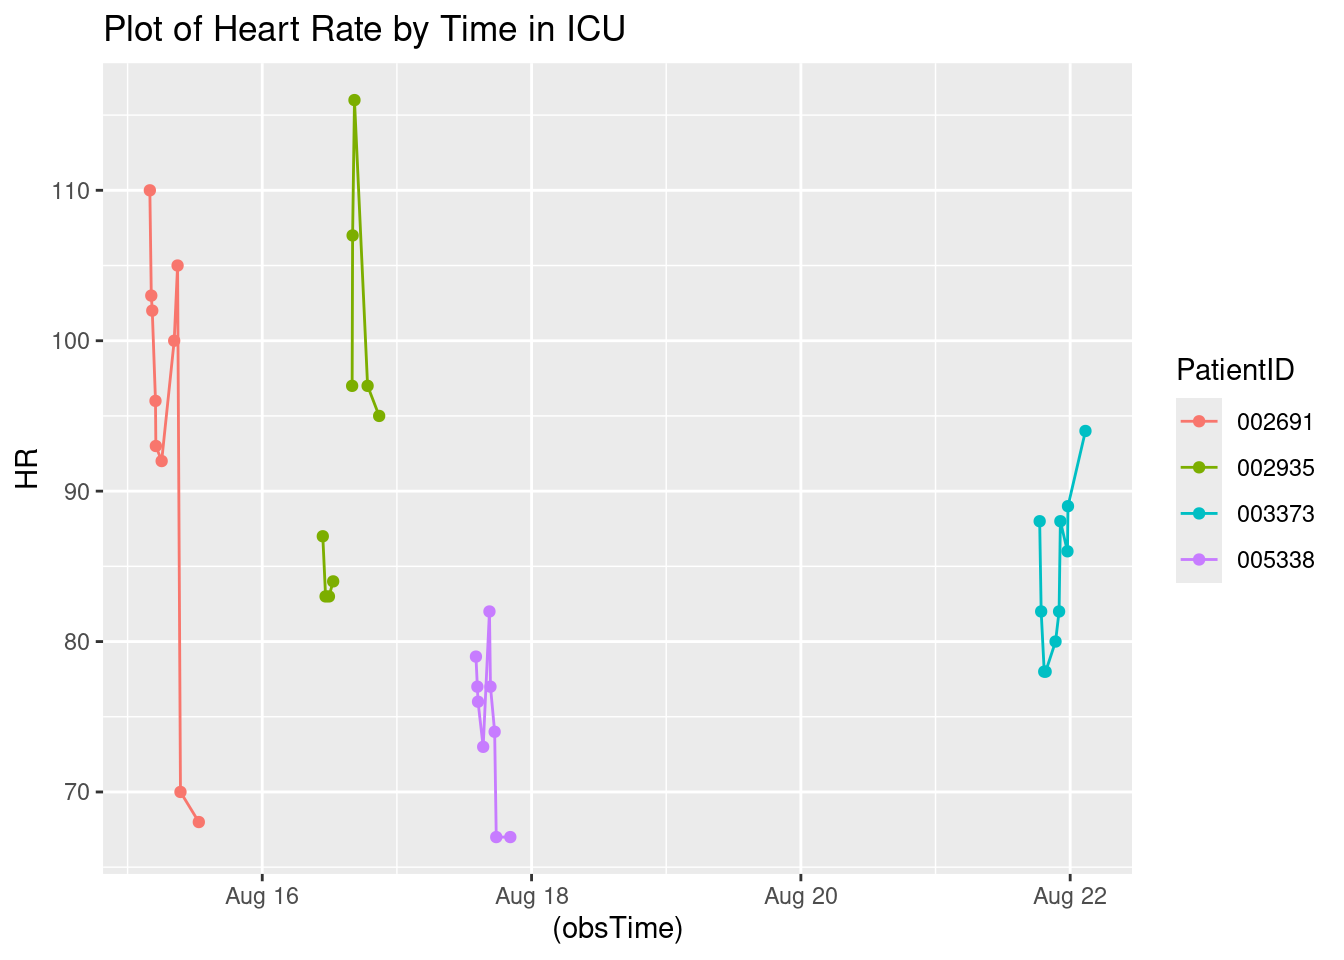 Plot of Heart Rate by Time in ICU
110
100
90
80
70
HR
Aug 16
Aug 18
Aug 20
Aug 22
(obsTime)
PatientID
002691
002935
003373
005338